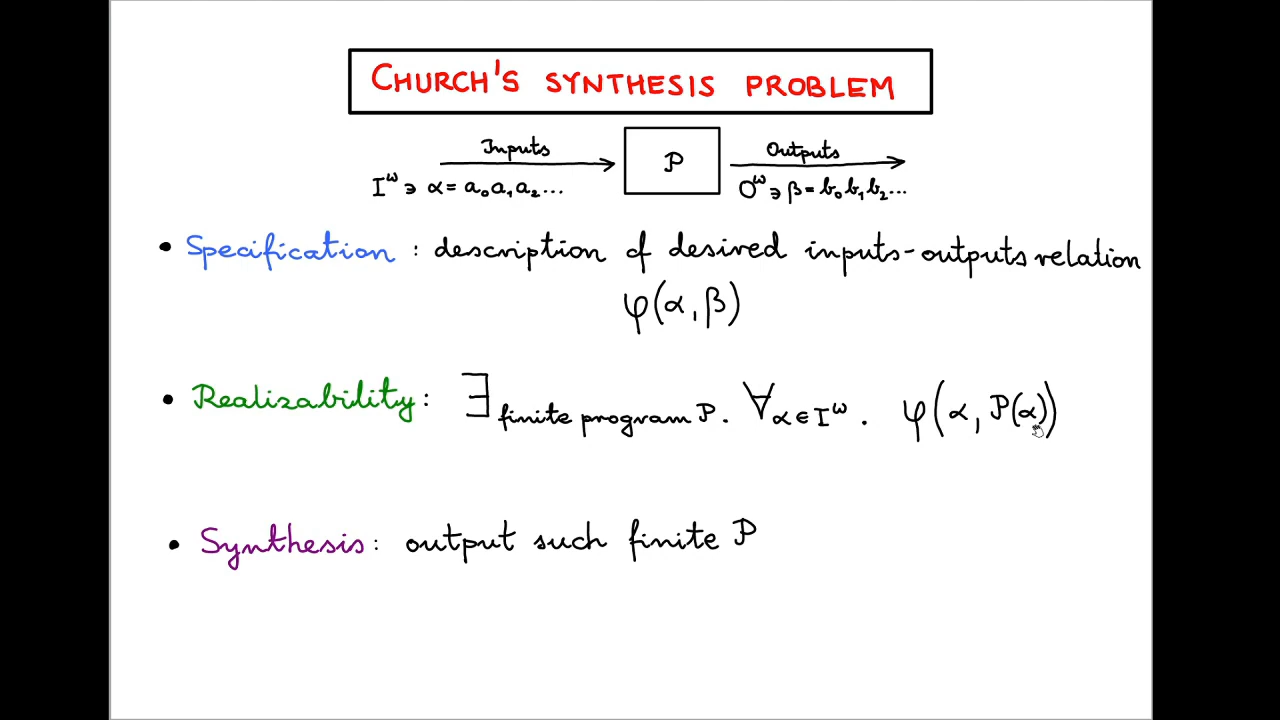 CHURCH'S SYNTHESIS PROBLEM
Inputs P Outputs
I^ω ∋ α = a₀a₁a₂... O^ω ∋ β = b₀b₁b₂...
• Specification : description of desired inputs-outputs relation
φ(α, β)
• Realizability : ∃ finite program P. ∀ α ∈ I^ω . φ(α, P(α))
• Synthesis : output such finite P